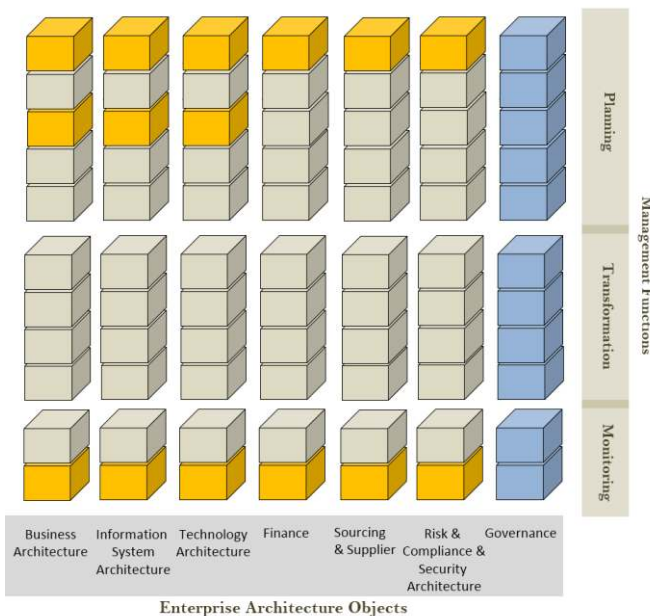 Planning
Transformation
Monitoring
Management Functions
Business
Architecture
Information
System
Architecture
Technology
Architecture
Finance
Sourcing
& Supplier
Risk &
Compliance &
Security
Architecture
Governance
Enterprise Architecture Objects